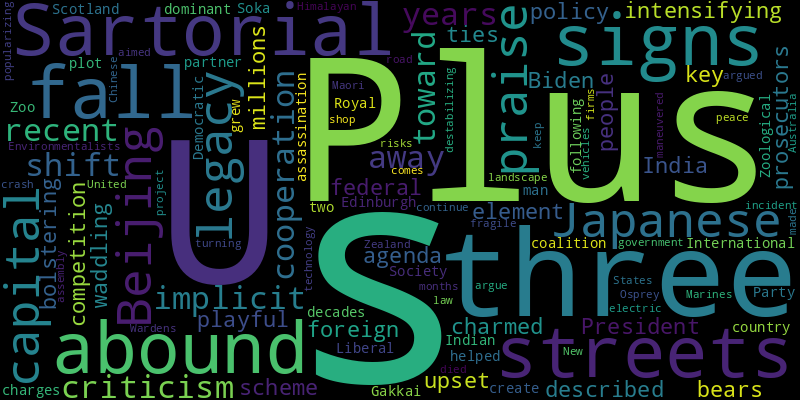 popularizing
Scotland
dominant
Soka
Himalayan
years
policy
intensifying
Sartorial
ties
signs
plot
Chinese
aimed
partner
millions
road
praise
fall
legacy
Democratic
grew
Plus
toward
destabilizing
Biden
key
argued
people
prosecutors
Zoo
recent
Environmentalists
cooperation
assassination
Maori
Royal
shop
firms
vehicles
following
maneuvered
peace
Zoological
Australia
shift
Beijing
U
risks
comes
away
keep
India
crash
United
project
federal
landscape
man
capital
bolstering
competition
waddling
two
Edinburgh
continue
element
Japanese
incident
made
turning
S
Zealand
agenda
fragile
coalition
government
International
three
assembly
implicit
technology
Society
months
argue
States
Osprey
Marines
Party
law
electric
playful
decades
foreign
charmed
President
country
Wardens
abound
Liberal
Indian
helped
New
streets
died
charges
criticism
scheme
Gakkai
upset
create
described
bears